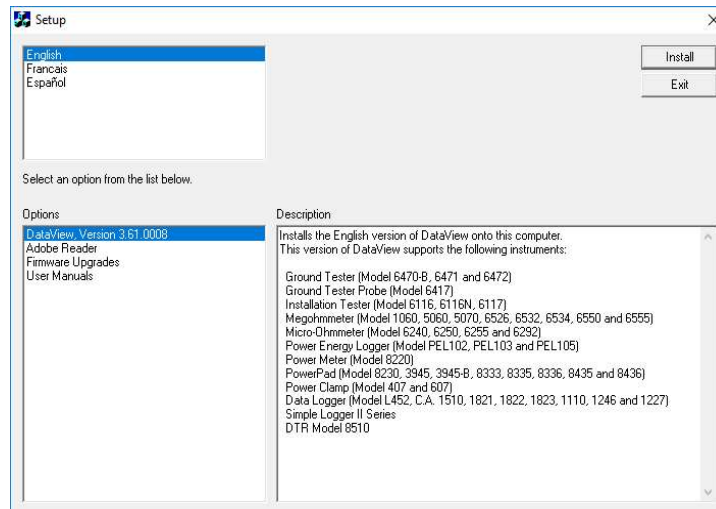 Setup
English
Francais
Español
Install
Exit
Select an option from the list below.
Options
DataView, Version 3.61.0008
Adobe Reader
Firmware Upgrades
User Manuals
Description
Installs the English version of DataView onto this computer.
This version of DataView supports the following instruments:
Ground Tester (Model 6470-B, 6471 and 6472)
Ground Tester Probe (Model 6417)
Installation Tester (Model 6116, 6116N, 6117)
Megohmmeter (Model 1060, 5060, 5070, 6526, 6532, 6534, 6550 and 6555)
Micro-Ohmmeter (Model 6240, 6250, 6255 and 6292)
Power Energy Logger (Model PEL102, PEL103 and PEL105)
Power Meter (Model 8220)
PowerPad (Model 8230, 3945, 3945-B, 8333, 8335, 8336, 8435 and 8436)
Power Clamp (Model 407 and 607)
Data Logger (Model L452, C.A. 1510, 1821, 1822, 1823, 1110, 1246 and 1227)
Simple Logger II Series
DTR Model 8510